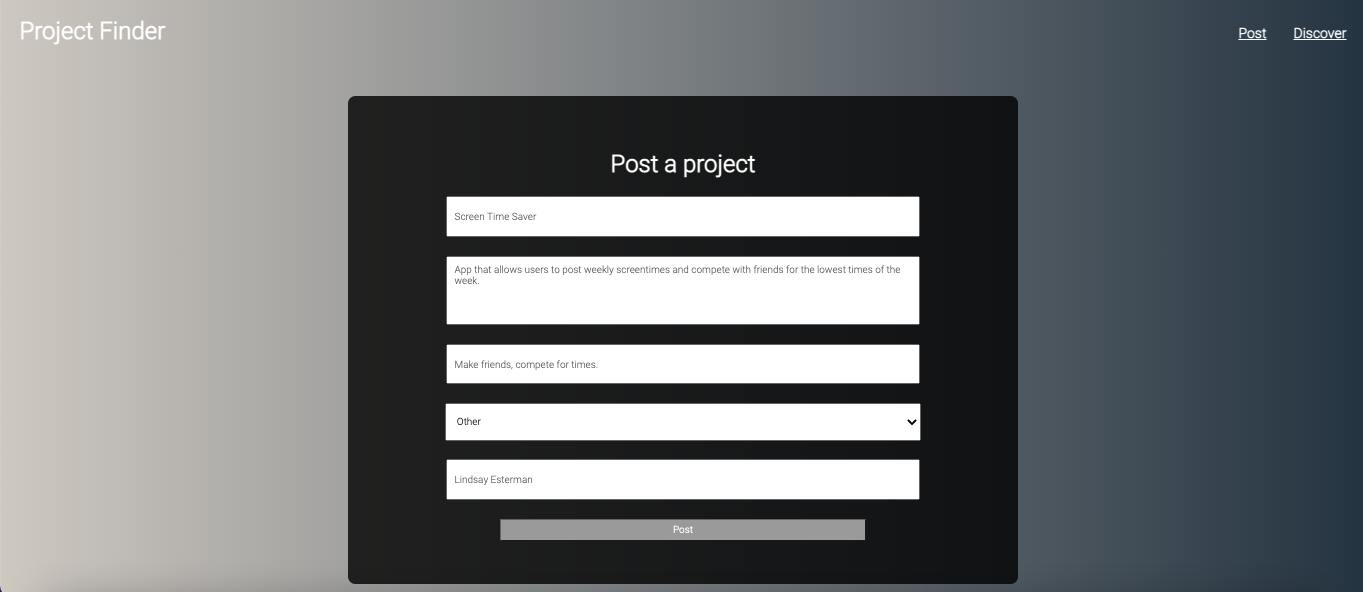 Project Finder
Post
Discover
Post a project
Screen Time Saver
App that allows users to post weekly screentimes and compete with friends for the lowest times of the
week.
Make friends, compete for times.
Other
Lindsay Esterman
Post